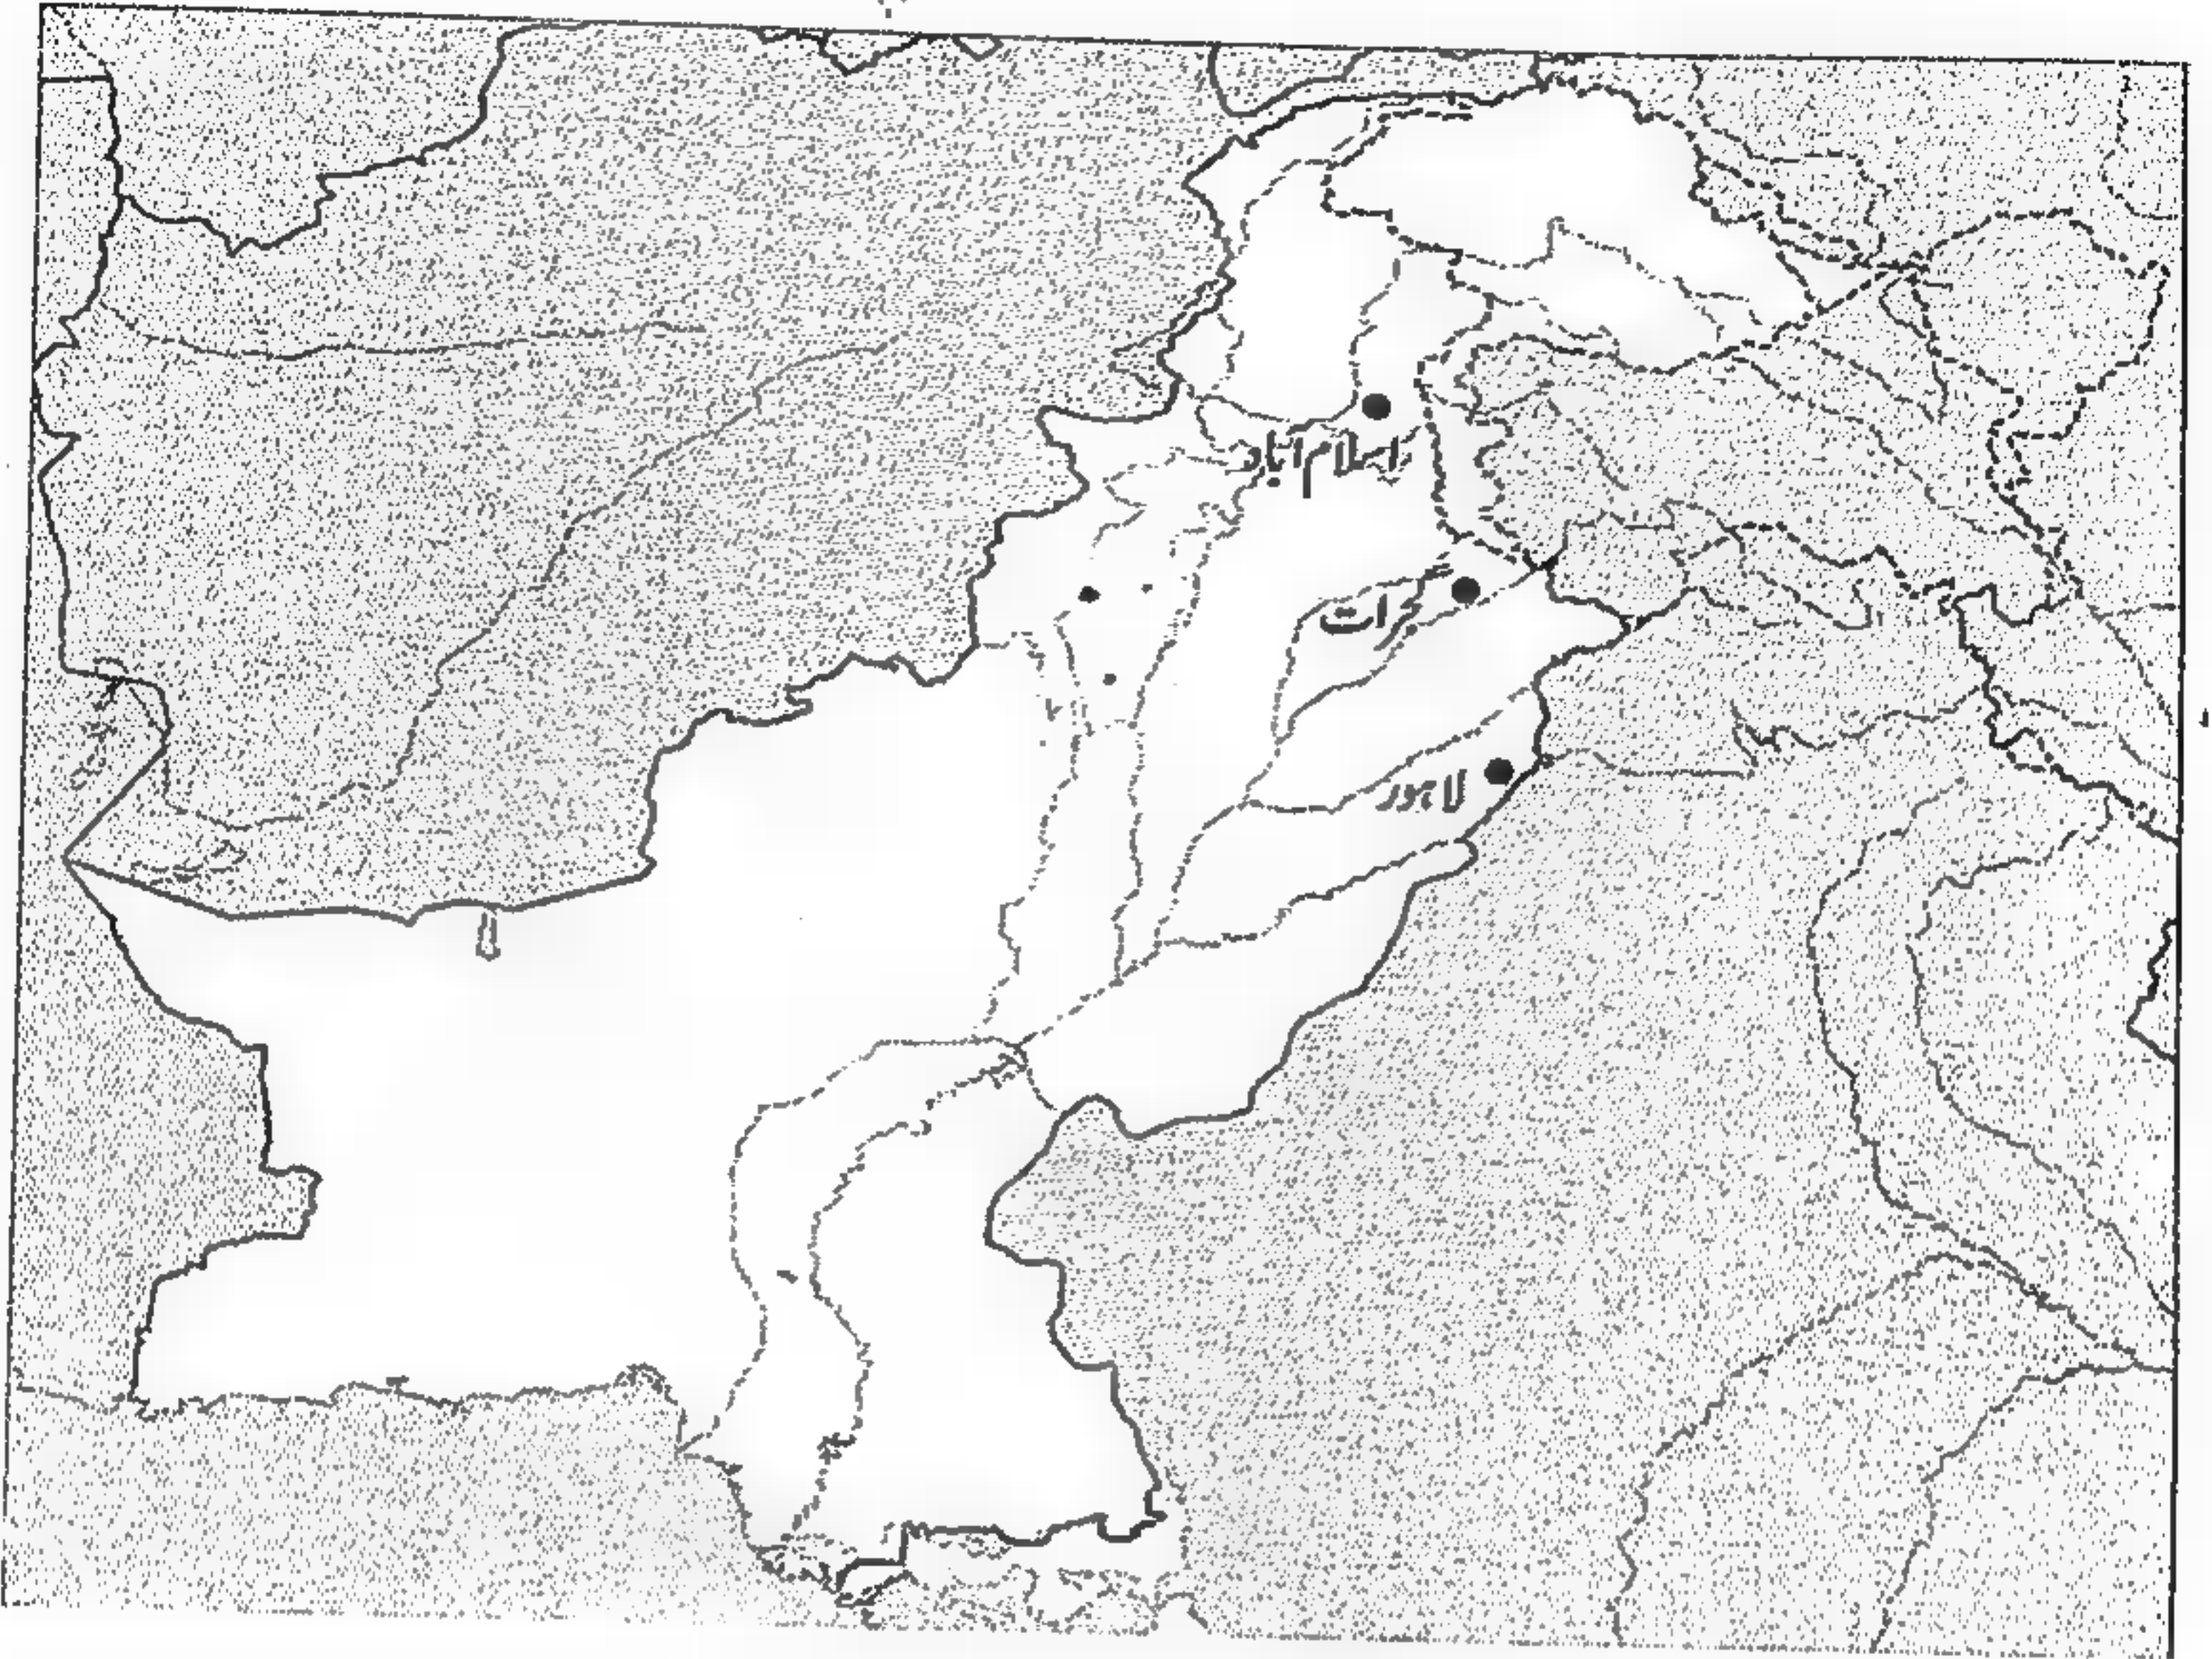 اسلام آباد
گجرات
لاہور